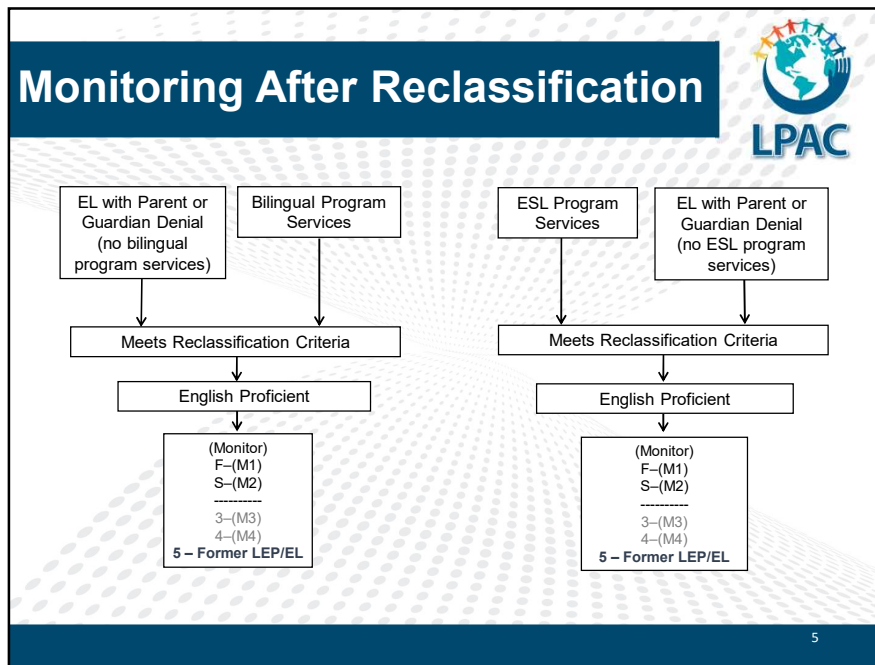 Monitoring After Reclassification
LPAC
EL with Parent or
Guardian Denial
(no bilingual
program services)
Bilingual Program
Services
Meets Reclassification Criteria
English Proficient
(Monitor)
F–(M1)
S–(M2)
----------
3–(M3)
4–(M4)
5 – Former LEP/EL
ESL Program
Services
EL with Parent or
Guardian Denial
(no ESL program
services)
Meets Reclassification Criteria
English Proficient
(Monitor)
F–(M1)
S–(M2)
----------
3–(M3)
4–(M4)
5 – Former LEP/EL
5